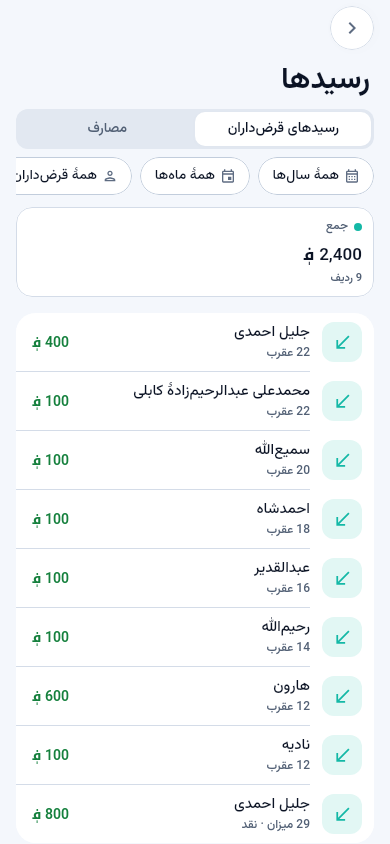 رسیدها
رسیدهای قرض‌داران
مصارف
همهٔ سال‌ها
همهٔ ماه‌ها
همهٔ قرض‌داران
جمع
2,400 ؋
9 ردیف
جلیل احمدی
400 ؋
22 عقرب
محمدعلی عبدالرحیم‌زادهٔ کابلی
100 ؋
22 عقرب
سمیع‌الله
100 ؋
20 عقرب
احمدشاه
100 ؋
18 عقرب
عبدالقدیر
100 ؋
16 عقرب
رحیم‌الله
100 ؋
14 عقرب
هارون
600 ؋
12 عقرب
نادیه
100 ؋
12 عقرب
جلیل احمدی
800 ؋
29 میزان · نقد